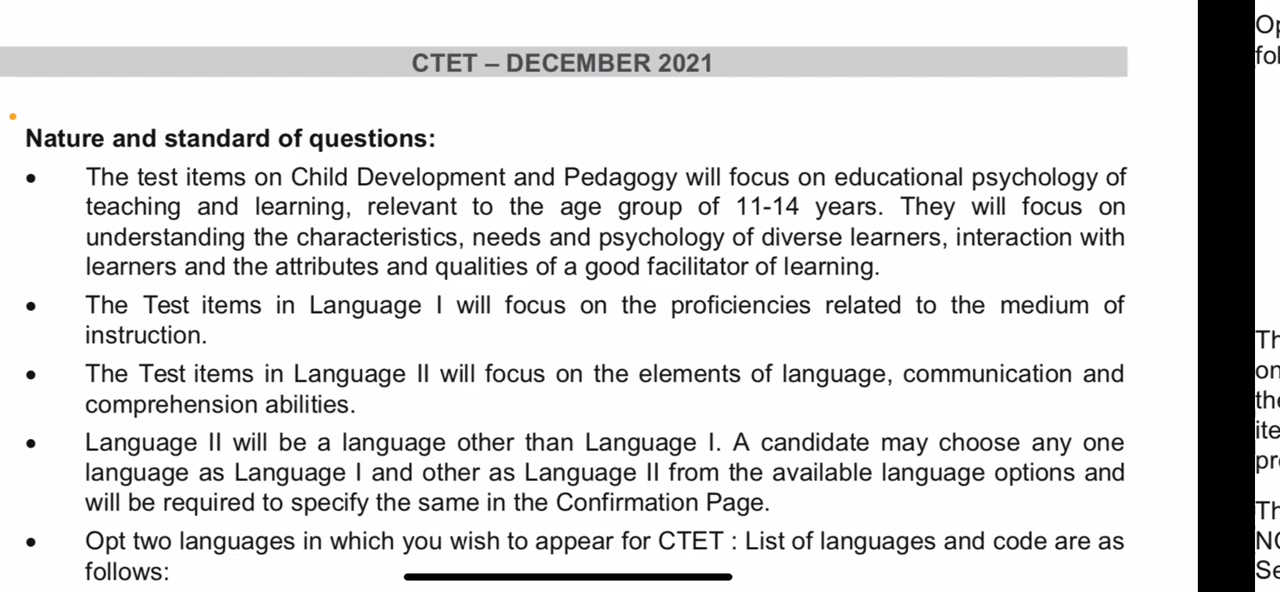 CTET – DECEMBER 2021
Nature and standard of questions:
• The test items on Child Development and Pedagogy will focus on educational psychology of
teaching and learning, relevant to the age group of 11-14 years. They will focus on
understanding the characteristics, needs and psychology of diverse learners, interaction with
learners and the attributes and qualities of a good facilitator of learning.
• The Test items in Language I will focus on the proficiencies related to the medium of
instruction.
• The Test items in Language II will focus on the elements of language, communication and
comprehension abilities.
• Language II will be a language other than Language I. A candidate may choose any one
language as Language I and other as Language II from the available language options and
will be required to specify the same in the Confirmation Page.
• Opt two languages in which you wish to appear for CTET : List of languages and code are as
follows: